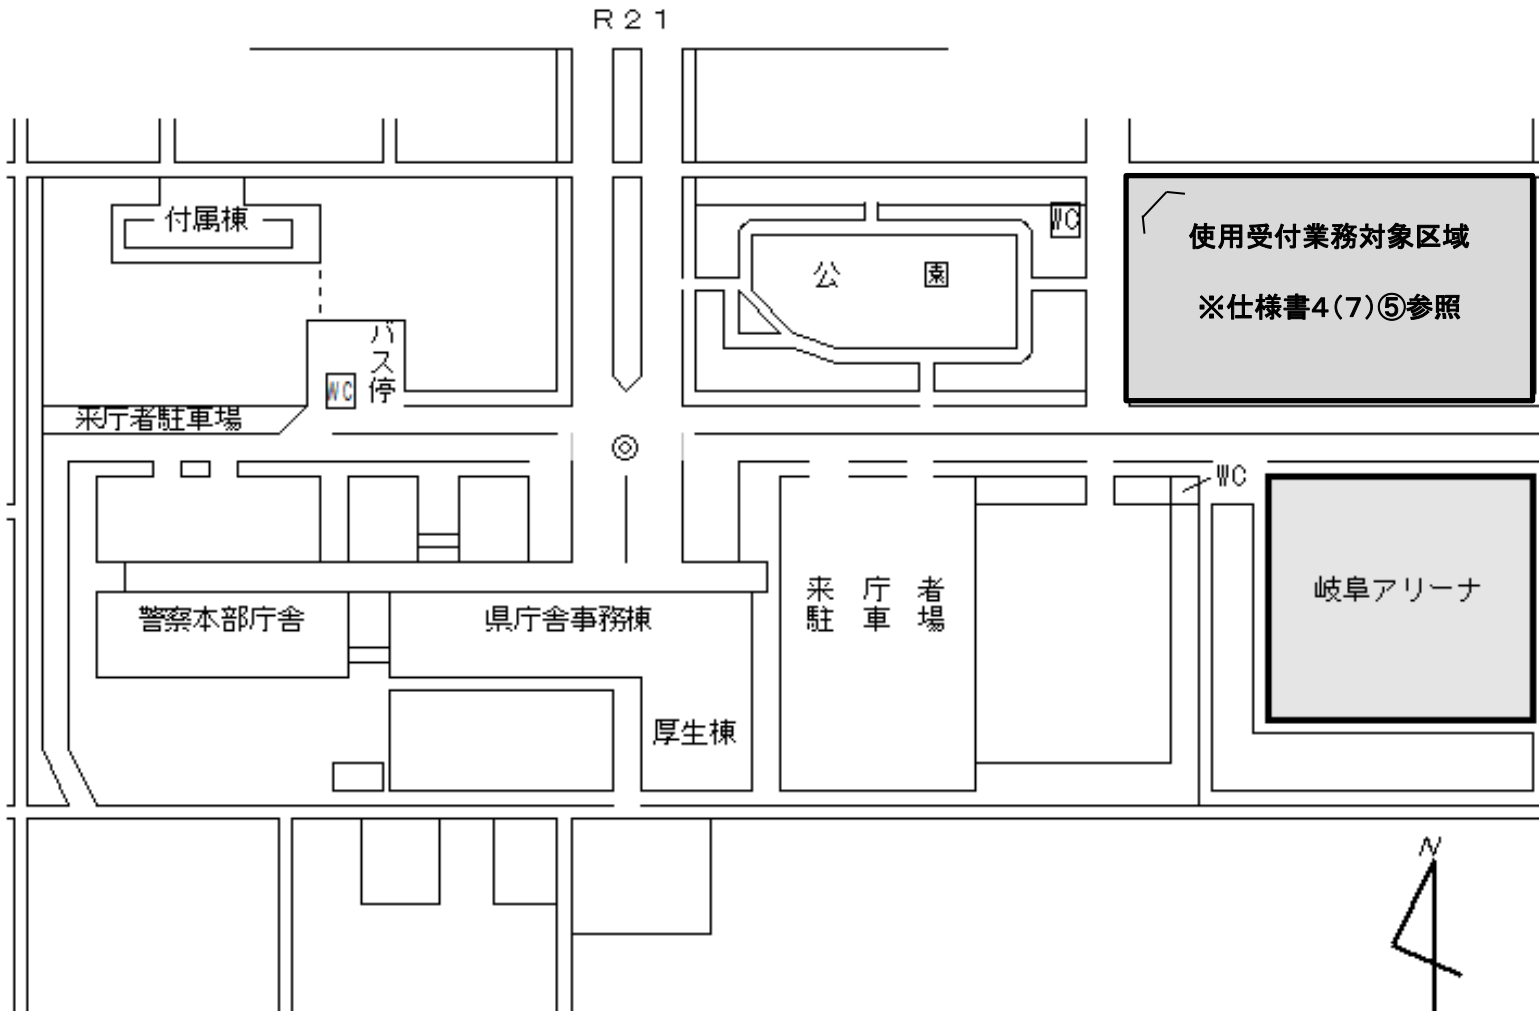 R21
付属棟
WC
使用受付業務対象区域
公園
※仕様書4(7)⑤参照
バス停
WC
来庁者駐車場
WC
来庁者
駐車場
岐阜アリーナ
警察本部庁舎
県庁舎事務棟
厚生棟
N